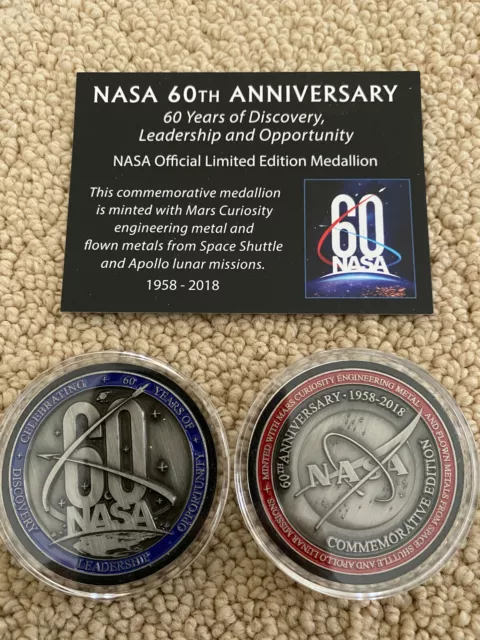 NASA 60TH ANNIVERSARY
60 Years of Discovery,
Leadership and Opportunity
NASA Official Limited Edition Medallion
This commemorative medallion
is minted with Mars Curiosity
engineering metal and
flown metals from Space Shuttle
and Apollo lunar missions.
1958 - 2018
60
NASA
CELEBRATING + 60 YEARS OF
DISCOVERY
LEADERSHIP
OPPORTUNITY
60
NASA
MINTED WITH MARS CURIOSITY ENGINEERING METAL AND FLOWN METALS FROM SPACE SHUTTLE AND APOLLO LUNAR MISSIONS
60TH ANNIVERSARY · 1958-2018
NASA
COMMEMORATIVE EDITION